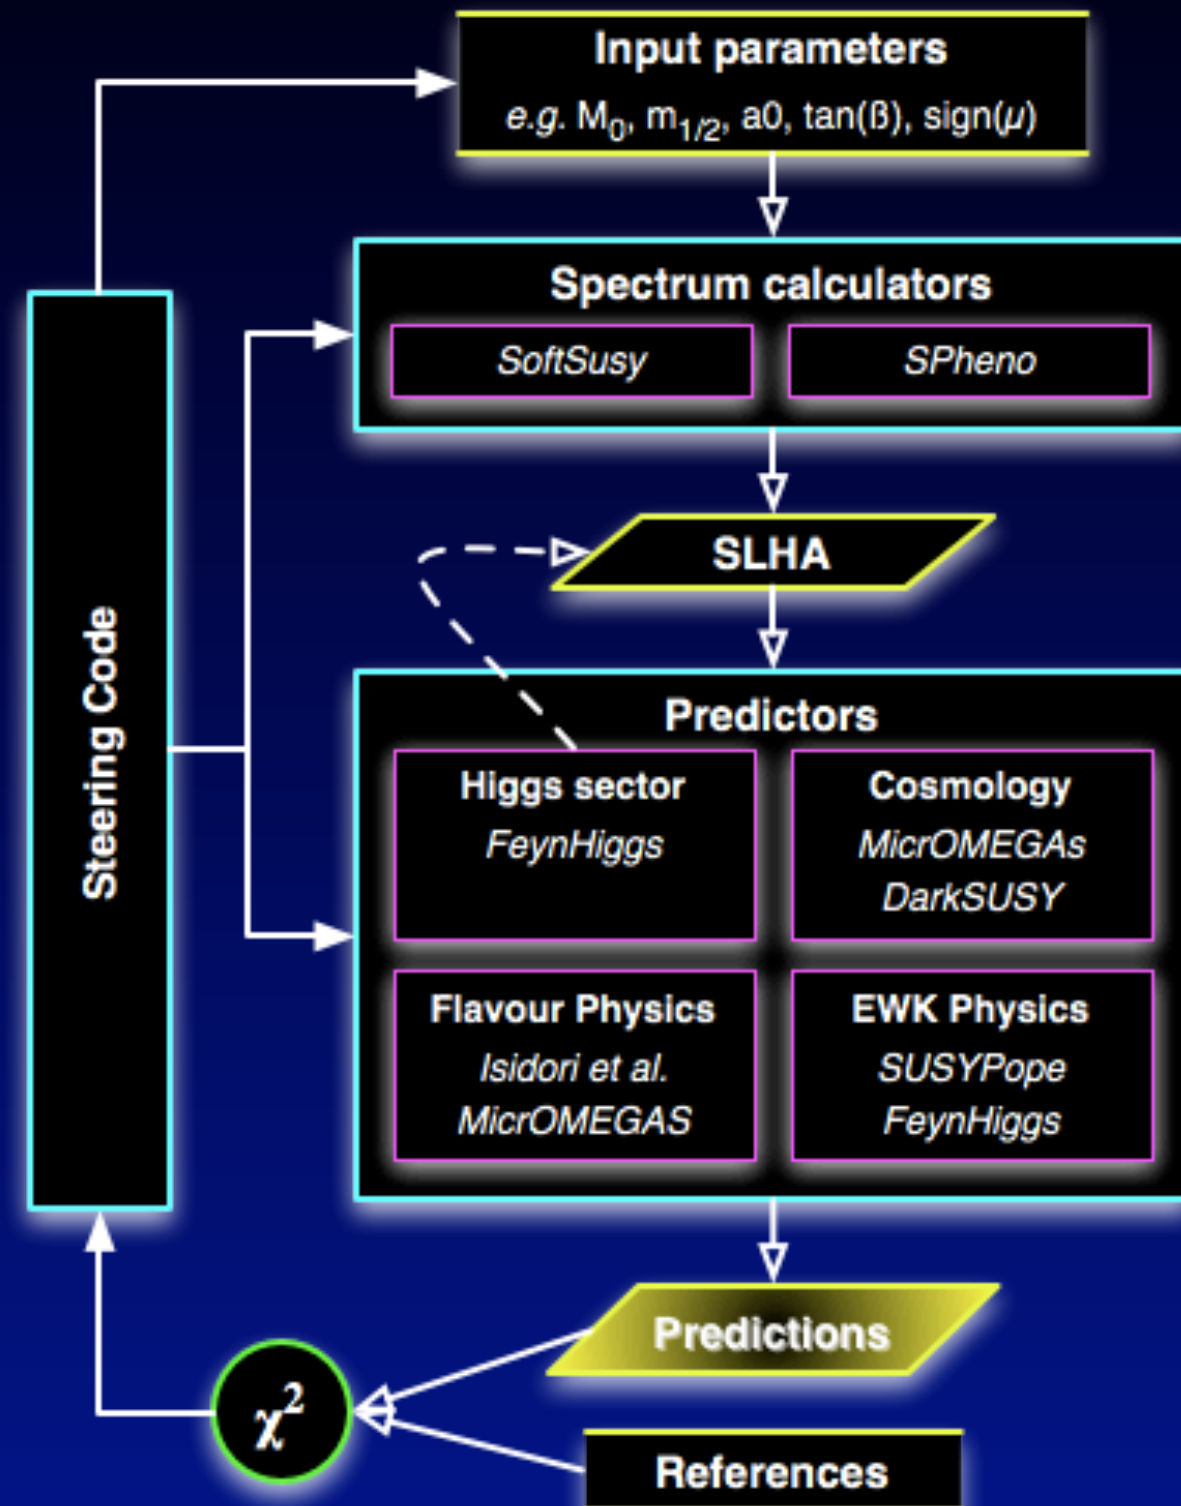 Input parameters
e.g. M₀, m₁/₂, a0, tan(ß), sign(µ)
Spectrum calculators
SoftSusy
SPheno
SLHA
Steering Code
Predictors
Higgs sector
FeynHiggs
Cosmology
MicrOMEGAs
DarkSUSY
Flavour Physics
Isidori et al.
MicrOMEGAS
EWK Physics
SUSYPope
FeynHiggs
Predictions
χ²
References